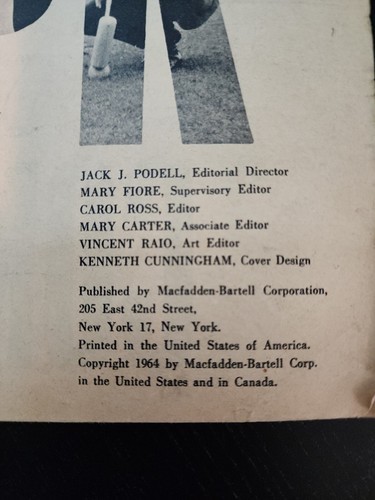 JACK J. PODELL, Editorial Director
MARY FIORE, Supervisory Editor
CAROL ROSS, Editor
MARY CARTER, Associate Editor
VINCENT RAIO, Art Editor
KENNETH CUNNINGHAM, Cover Design
Published by Macfadden-Bartell Corporation,
205 East 42nd Street,
New York 17, New York.
Printed in the United States of America.
Copyright 1964 by Macfadden-Bartell Corp.
in the United States and in Canada.